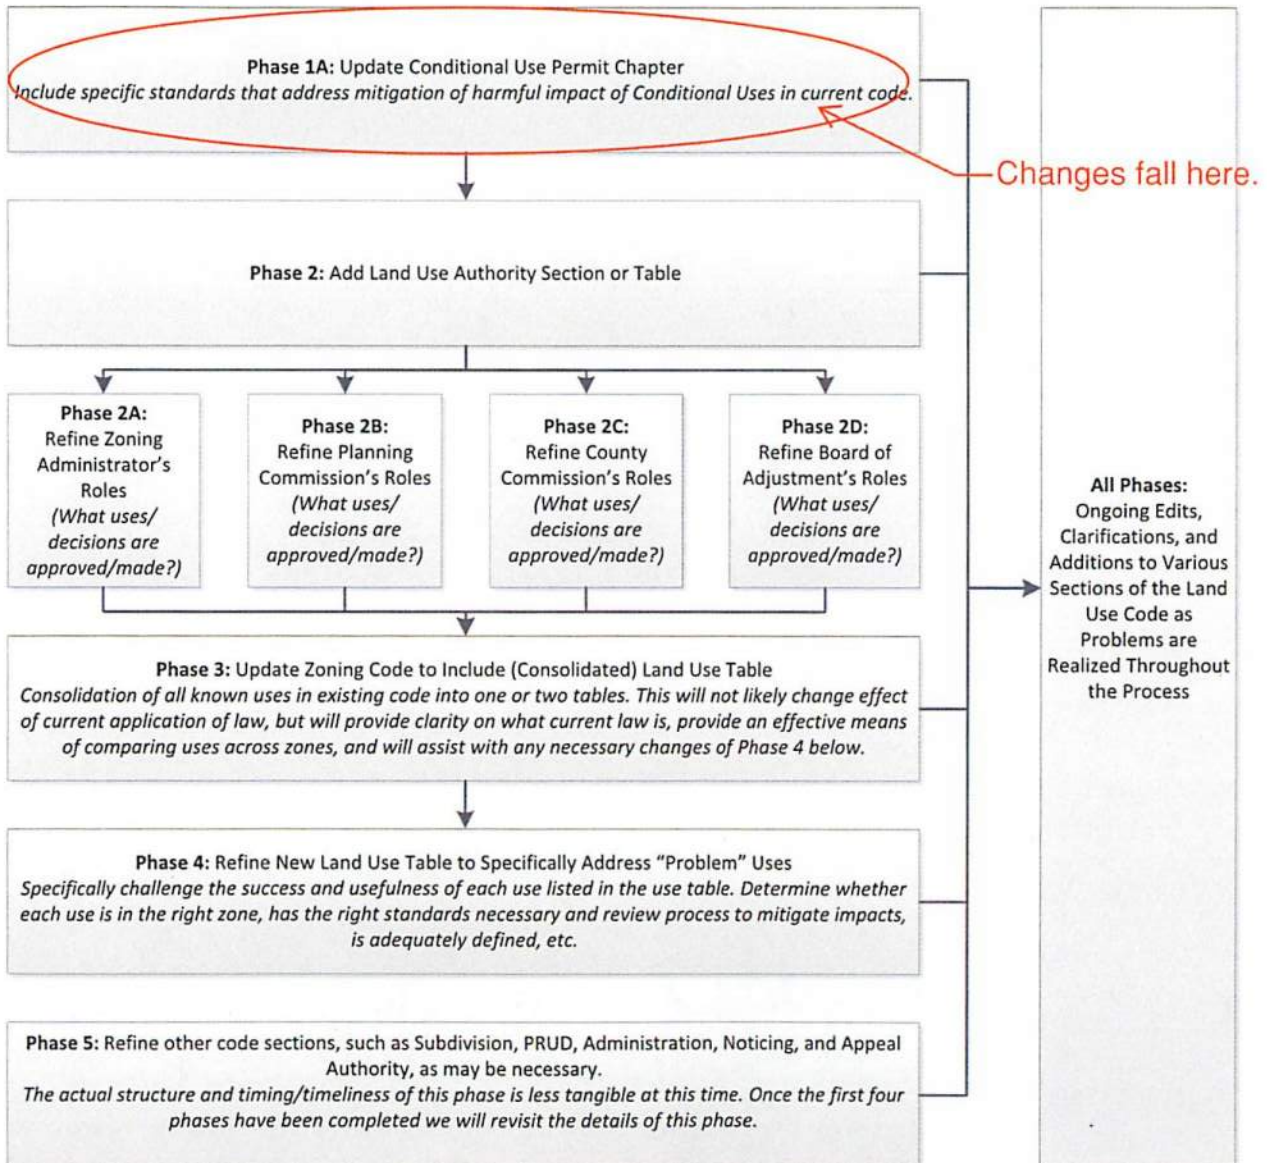 Phase 1A: Update Conditional Use Permit Chapter
Include specific standards that address mitigation of harmful impact of Conditional Uses in current code.
Changes fall here.
Phase 2: Add Land Use Authority Section or Table
Phase 2A:
Refine Zoning
Administrator's
Roles
(What uses/
decisions are
approved/made?)
Phase 2B:
Refine Planning
Commission's Roles
(What uses/
decisions are
approved/made?)
Phase 2C:
Refine County
Commission's Roles
(What uses/
decisions are
approved/made?)
Phase 2D:
Refine Board of
Adjustment's Roles
(What uses/
decisions are
approved/made?)
Phase 3: Update Zoning Code to Include (Consolidated) Land Use Table
Consolidation of all known uses in existing code into one or two tables. This will not likely change effect
of current application of law, but will provide clarity on what current law is, provide an effective means
of comparing uses across zones, and will assist with any necessary changes of Phase 4 below.
Phase 4: Refine New Land Use Table to Specifically Address "Problem" Uses
Specifically challenge the success and usefulness of each use listed in the use table. Determine whether
each use is in the right zone, has the right standards necessary and review process to mitigate impacts,
is adequately defined, etc.
Phase 5: Refine other code sections, such as Subdivision, PRUD, Administration, Noticing, and Appeal
Authority, as may be necessary.
The actual structure and timing/timeliness of this phase is less tangible at this time. Once the first four
phases have been completed we will revisit the details of this phase.
All Phases:
Ongoing Edits,
Clarifications, and
Additions to Various
Sections of the Land
Use Code as
Problems are
Realized Throughout
the Process